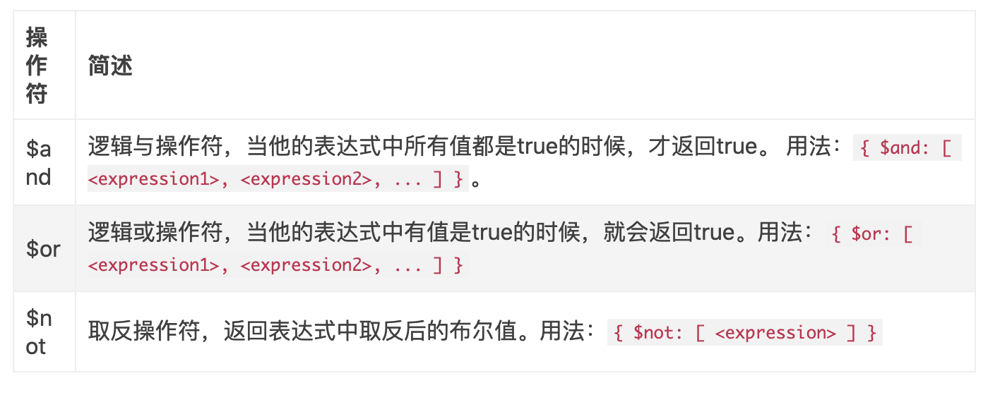 操
作
符
简述
$a
nd
逻辑与操作符，当他的表达式中所有值都是true的时候，才返回true。 用法：{ $and: [
<expression1>, <expression2>, ... ] }。
$or
逻辑或操作符，当他的表达式中有值是true的时候，就会返回true。用法： { $or: [
<expression1>, <expression2>, ... ] }
$n
ot
取反操作符，返回表达式中取反后的布尔值。用法：{ $not: [ <expression> ] }